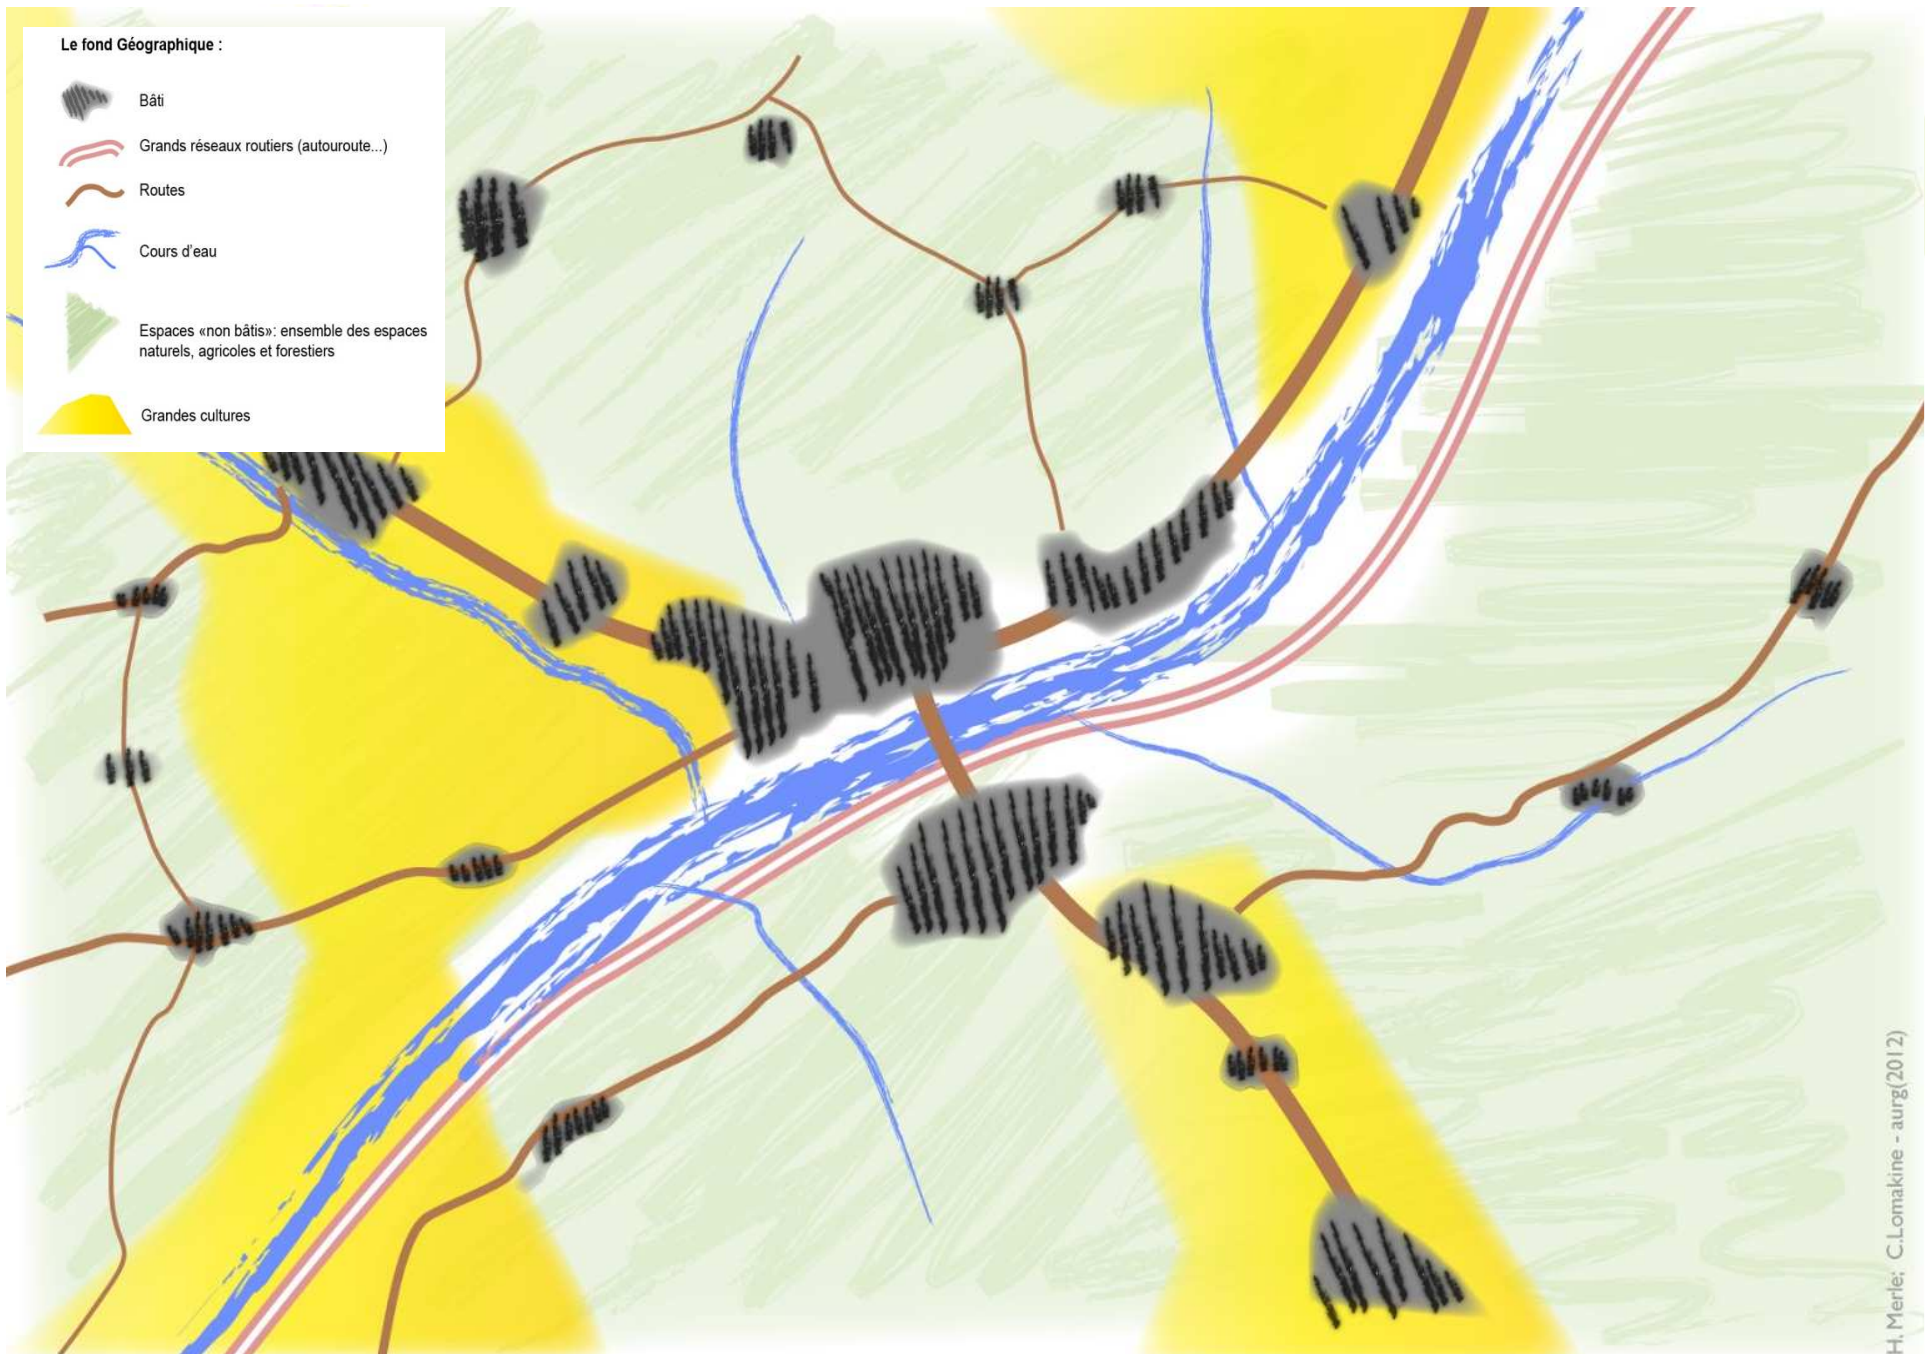 Le fond Géographique :
Bâti
Grands réseaux routiers (autouroute...)
Routes
Cours d'eau
Espaces «non bâtis»: ensemble des espaces
naturels, agricoles et forestiers
Grandes cultures
H. Merle; C.Lomakine - aurg(2012)